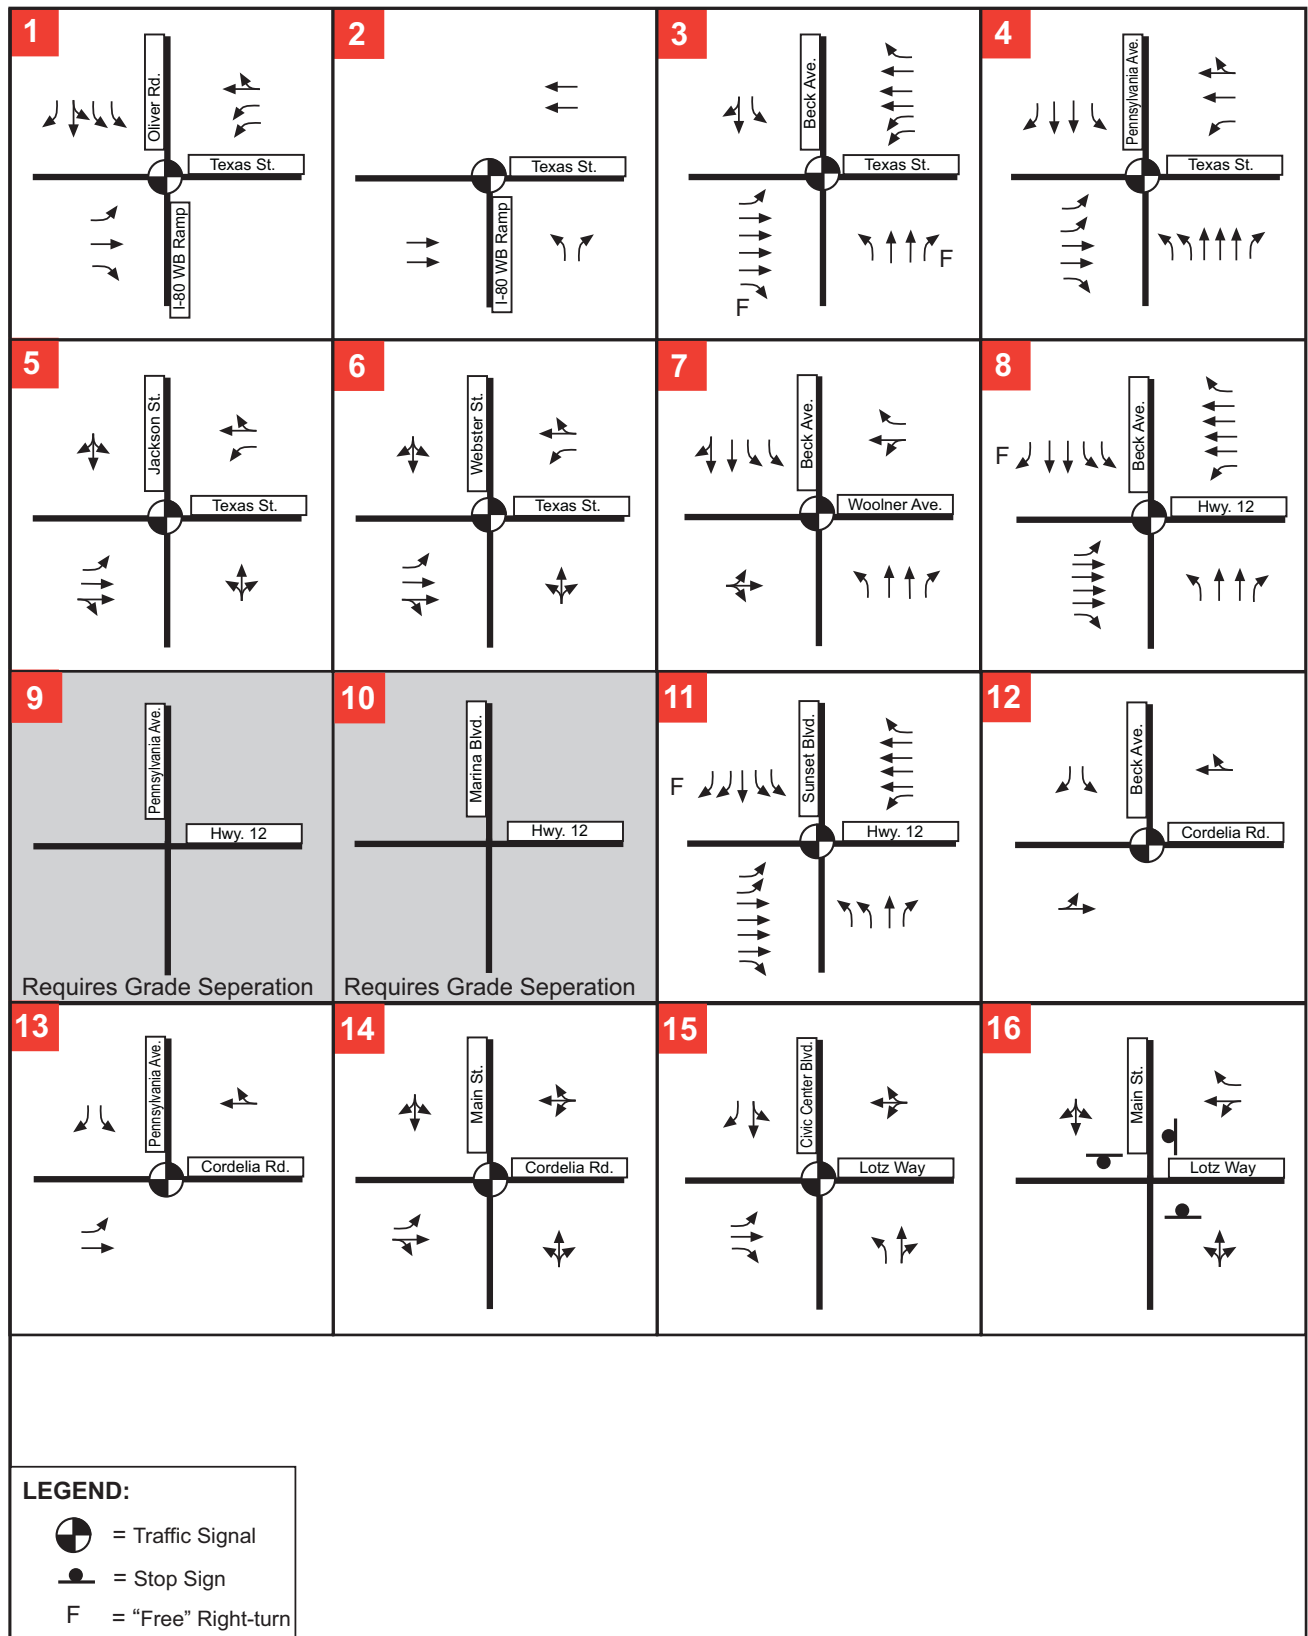 1
Oliver Rd.
Texas St.
I-80 WB Ramp
2
Texas St.
I-80 WB Ramp
3
Beck Ave.
Texas St.
F
F
4
Pennsylvania Ave.
Texas St.
5
Jackson St.
Texas St.
6
Webster St.
Texas St.
7
Beck Ave.
Woolner Ave.
8
F
Beck Ave.
Hwy. 12
9
Pennsylvania Ave.
Hwy. 12
Requires Grade Seperation
10
Marina Blvd.
Hwy. 12
Requires Grade Seperation
11
F
Sunset Blvd.
Hwy. 12
12
Beck Ave.
Cordelia Rd.
13
Pennsylvania Ave.
Cordelia Rd.
14
Main St.
Cordelia Rd.
15
Civic Center Blvd.
Lotz Way
16
Main St.
Lotz Way
LEGEND:
= Traffic Signal
= Stop Sign
F = “Free” Right-turn